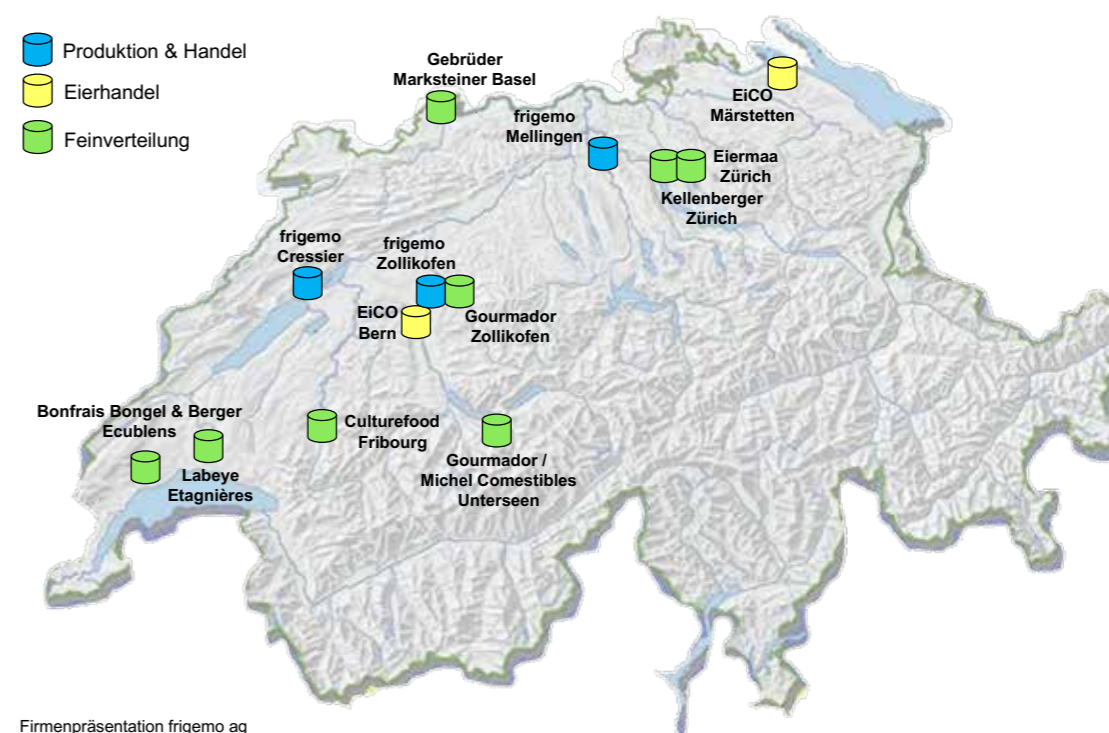 Produktion & Handel
Eierhandel
Feinverteilung
Gebrüder
Marksteiner Basel
EiCO
Märstetten
frigemo
Mellingen
Eiermaa
Zürich
Kellenberger
Zürich
frigemo
Cressier
frigemo
Zollikofen
EiCO
Bern
Gourmador
Zollikofen
Bonfrais Bongel & Berger
Ecublens
Labeye
Etagnières
Culturefood
Fribourg
Gourmador /
Michel Comestibles
Unterseen
Firmenpräsentation frigemo ag